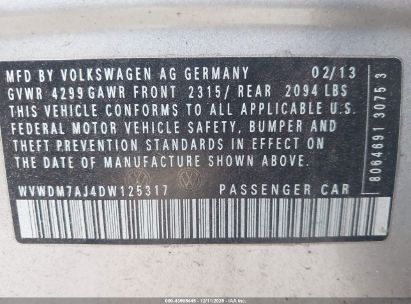 MFD BY VOLKSWAGEN AG GERMANY 02/13
GVWR 4299 GAWR FRONT 2315/ REAR 2094 LBS
THIS VEHICLE CONFORMS TO ALL APPLICABLE U.S.
FEDERAL MOTOR VEHICLE SAFETY, BUMPER AND
THEFT PREVENTION STANDARDS IN EFFECT ON
THE DATE OF MANUFACTURE SHOWN ABOVE.
WVWDM7AJ4DW125317 PASSENGER CAR
8064691 3075 3